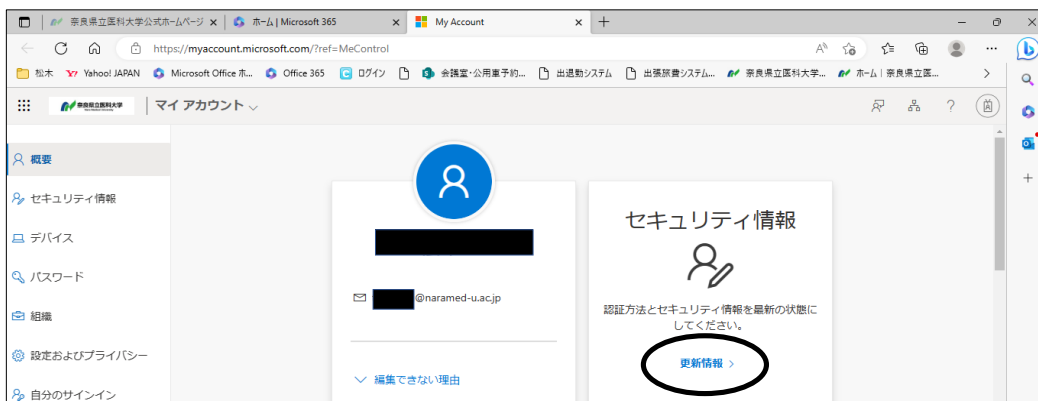 奈良県立医科大学公式ホームページ
ホーム | Microsoft 365
My Account
https://myaccount.microsoft.com/?ref=MeControl
松本
Yahoo! JAPAN
Microsoft Office ホ...
Office 365
ログイン
会議室・公用車予約...
出退勤システム
出張旅費システム...
奈良県立医科大学...
ホーム | 奈良県立医...
奈良県立医科大学
マイ アカウント
概要
セキュリティ情報
デバイス
パスワード
組織
設定およびプライバシー
自分のサインイン
@naramed-u.ac.jp
編集できない理由
セキュリティ情報
認証方法とセキュリティ情報を最新の状態に
してください。
更新情報 >